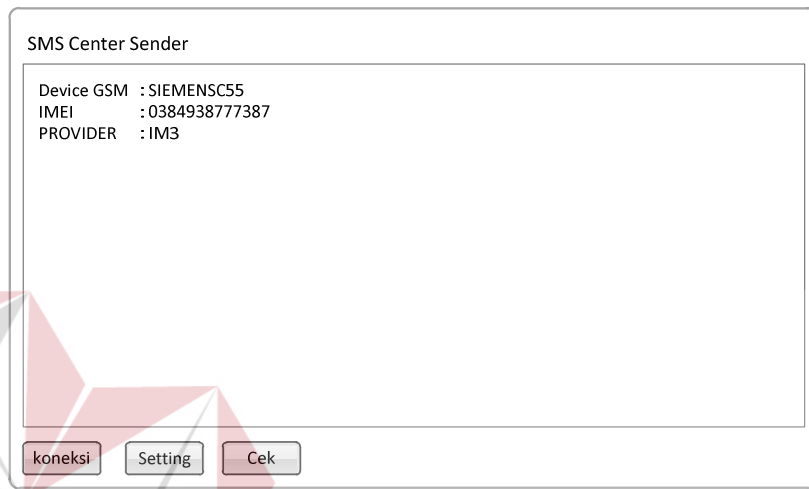 SMS Center Sender
Device GSM : SIEMENSC55
IMEI : 0384938777387
PROVIDER : IM3
koneksi Setting Cek